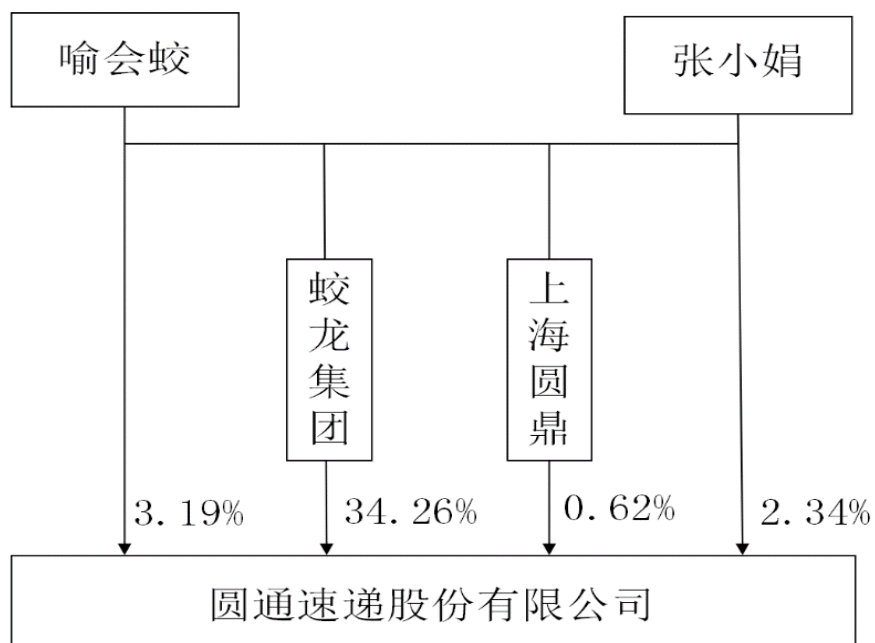 喻会蛟
张小娟
蛟龙集团
上海圆鼎
3.19%
34.26%
0.62%
2.34%
圆通速递股份有限公司